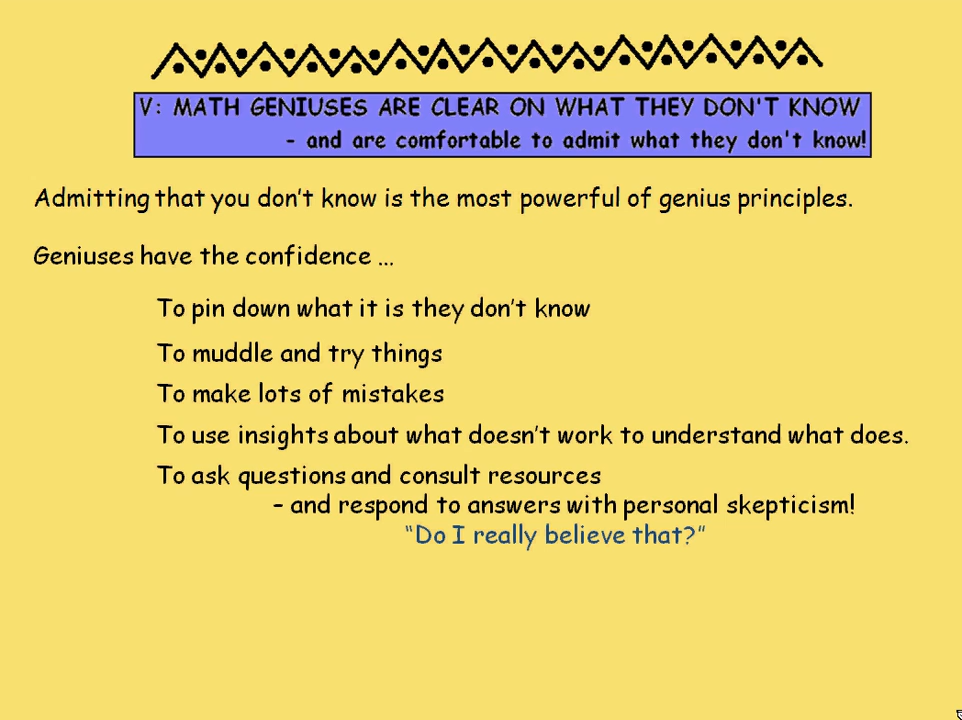 V: MATH GENIUSES ARE CLEAR ON WHAT THEY DON'T KNOW
- and are comfortable to admit what they don't know!
Admitting that you don’t know is the most powerful of genius principles.
Geniuses have the confidence …
To pin down what it is they don’t know
To muddle and try things
To make lots of mistakes
To use insights about what doesn’t work to understand what does.
To ask questions and consult resources
– and respond to answers with personal skepticism!
“Do I really believe that?”